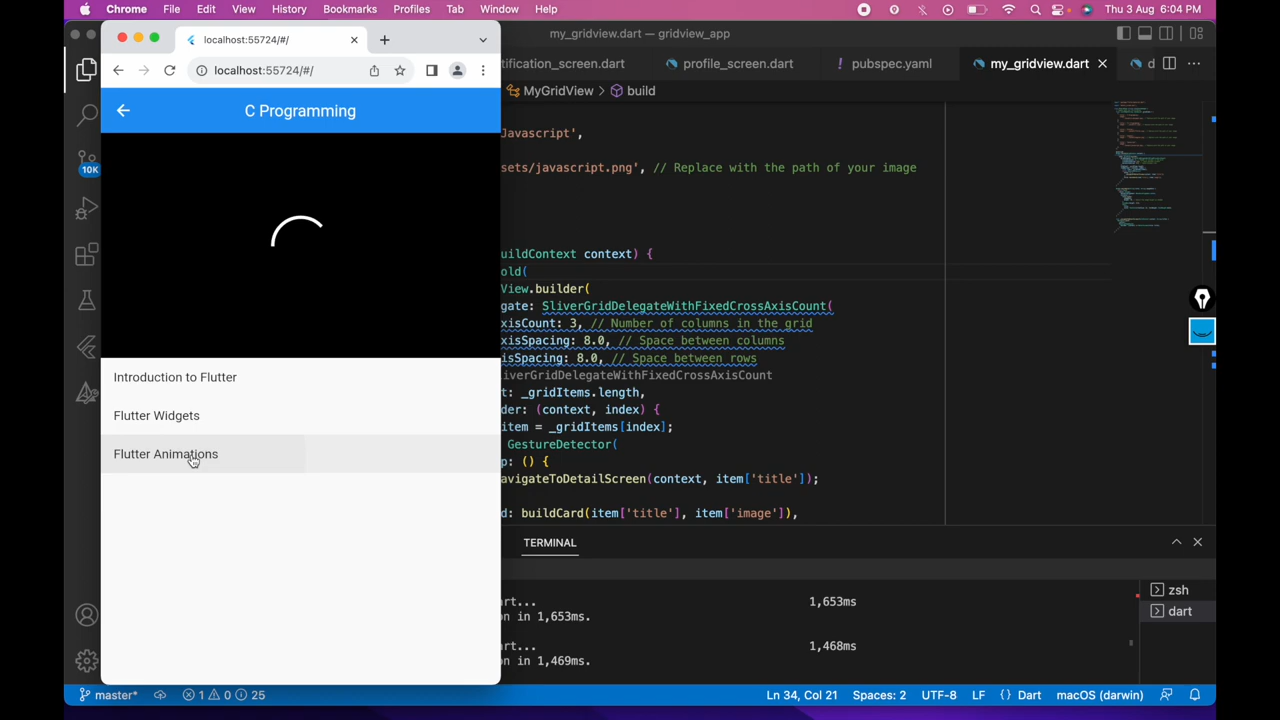 Chrome File Edit View History Bookmarks Profiles Tab Window Help Thu 3 Aug 6:04 PM
localhost:55724/#/
my_gridview.dart — gridview_app
localhost:55724/#/
tification_screen.dart profile_screen.dart ! pubspec.yaml my_gridview.dart d
MyGridView > build
C Programming
Javascript',
sets/javascript.png', // Replace with the path of your image
uildContext context) {
old(
View.builder(
gate: SliverGridDelegateWithFixedCrossAxisCount(
xisCount: 3, // Number of columns in the grid
xisSpacing: 8.0, // Space between columns
isSpacing: 8.0, // Space between rows
liverGridDelegateWithFixedCrossAxisCount
t: _gridItems.length,
der: (context, index) {
item = _gridItems[index];
GestureDetector(
p: () {
avigateToDetailScreen(context, item['title']);
d: buildCard(item['title'], item['image']),
10K
Introduction to Flutter
Flutter Widgets
Flutter Animations
TERMINAL
rt... 1,653ms
n in 1,653ms.
rt... 1,468ms
n in 1,469ms.
zsh
dart
master* 1 0 25 Ln 34, Col 21 Spaces: 2 UTF-8 LF {} Dart macOS (darwin)